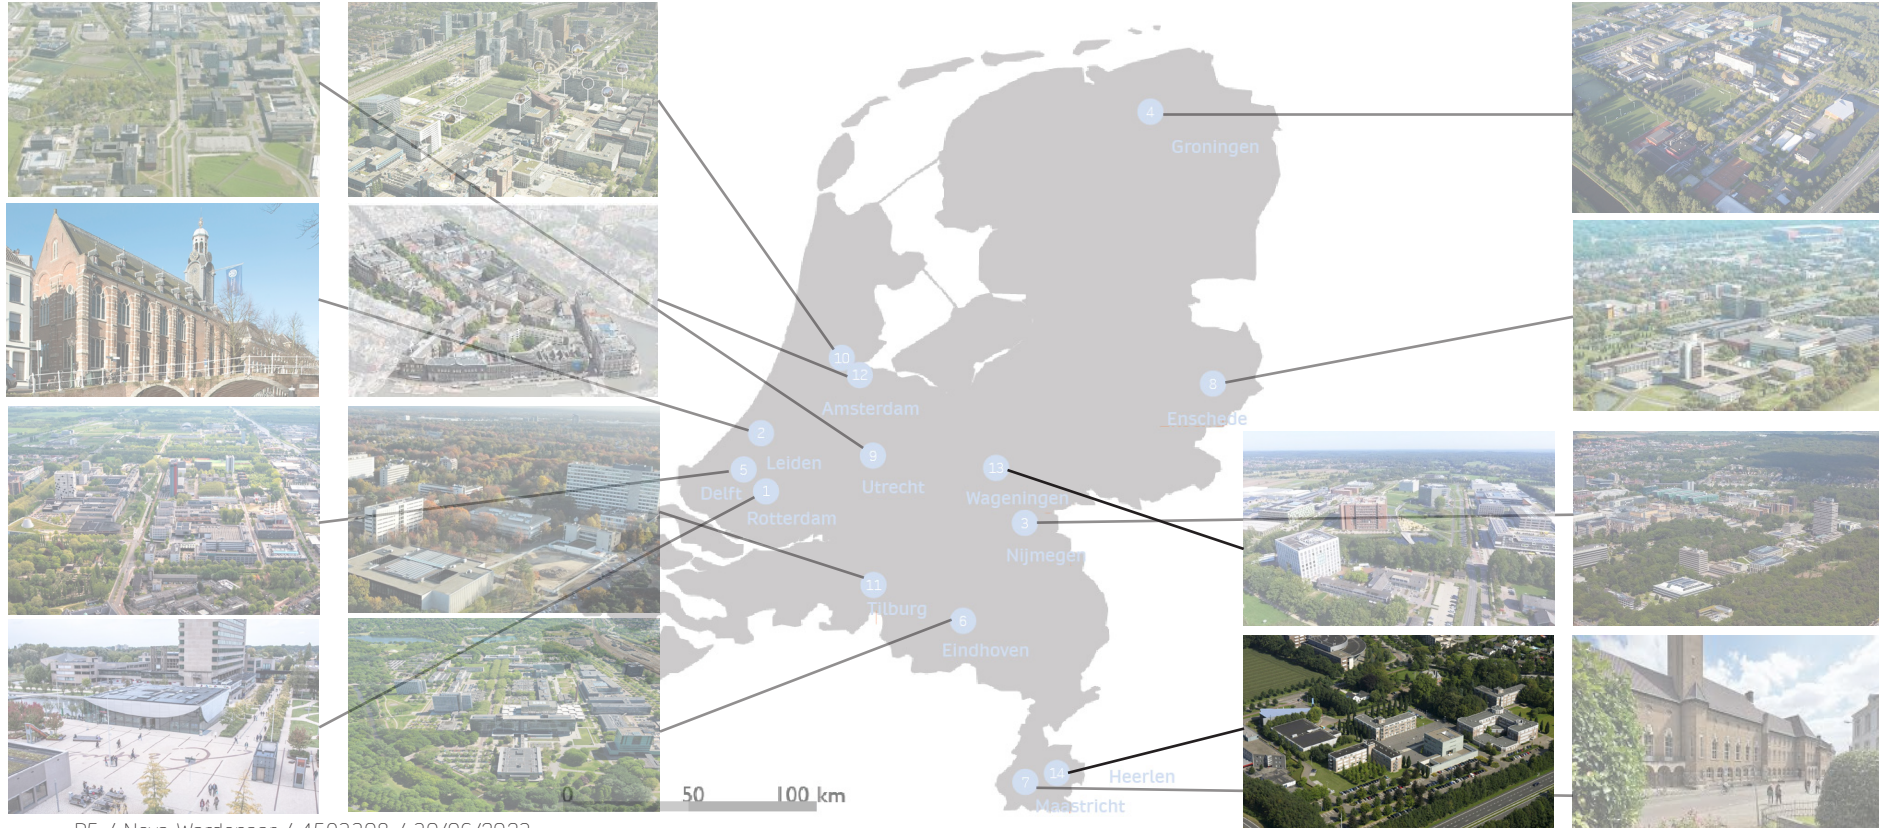 4
Groningen
10
12
Amsterdam
8
Enschede
2
Leiden
9
Utrecht
13
Wageningen
5
Delft
1
Rotterdam
3
Nijmegen
11
Tilburg
6
Eindhoven
14
Heerlen
7
Maastricht
0 50 100 km